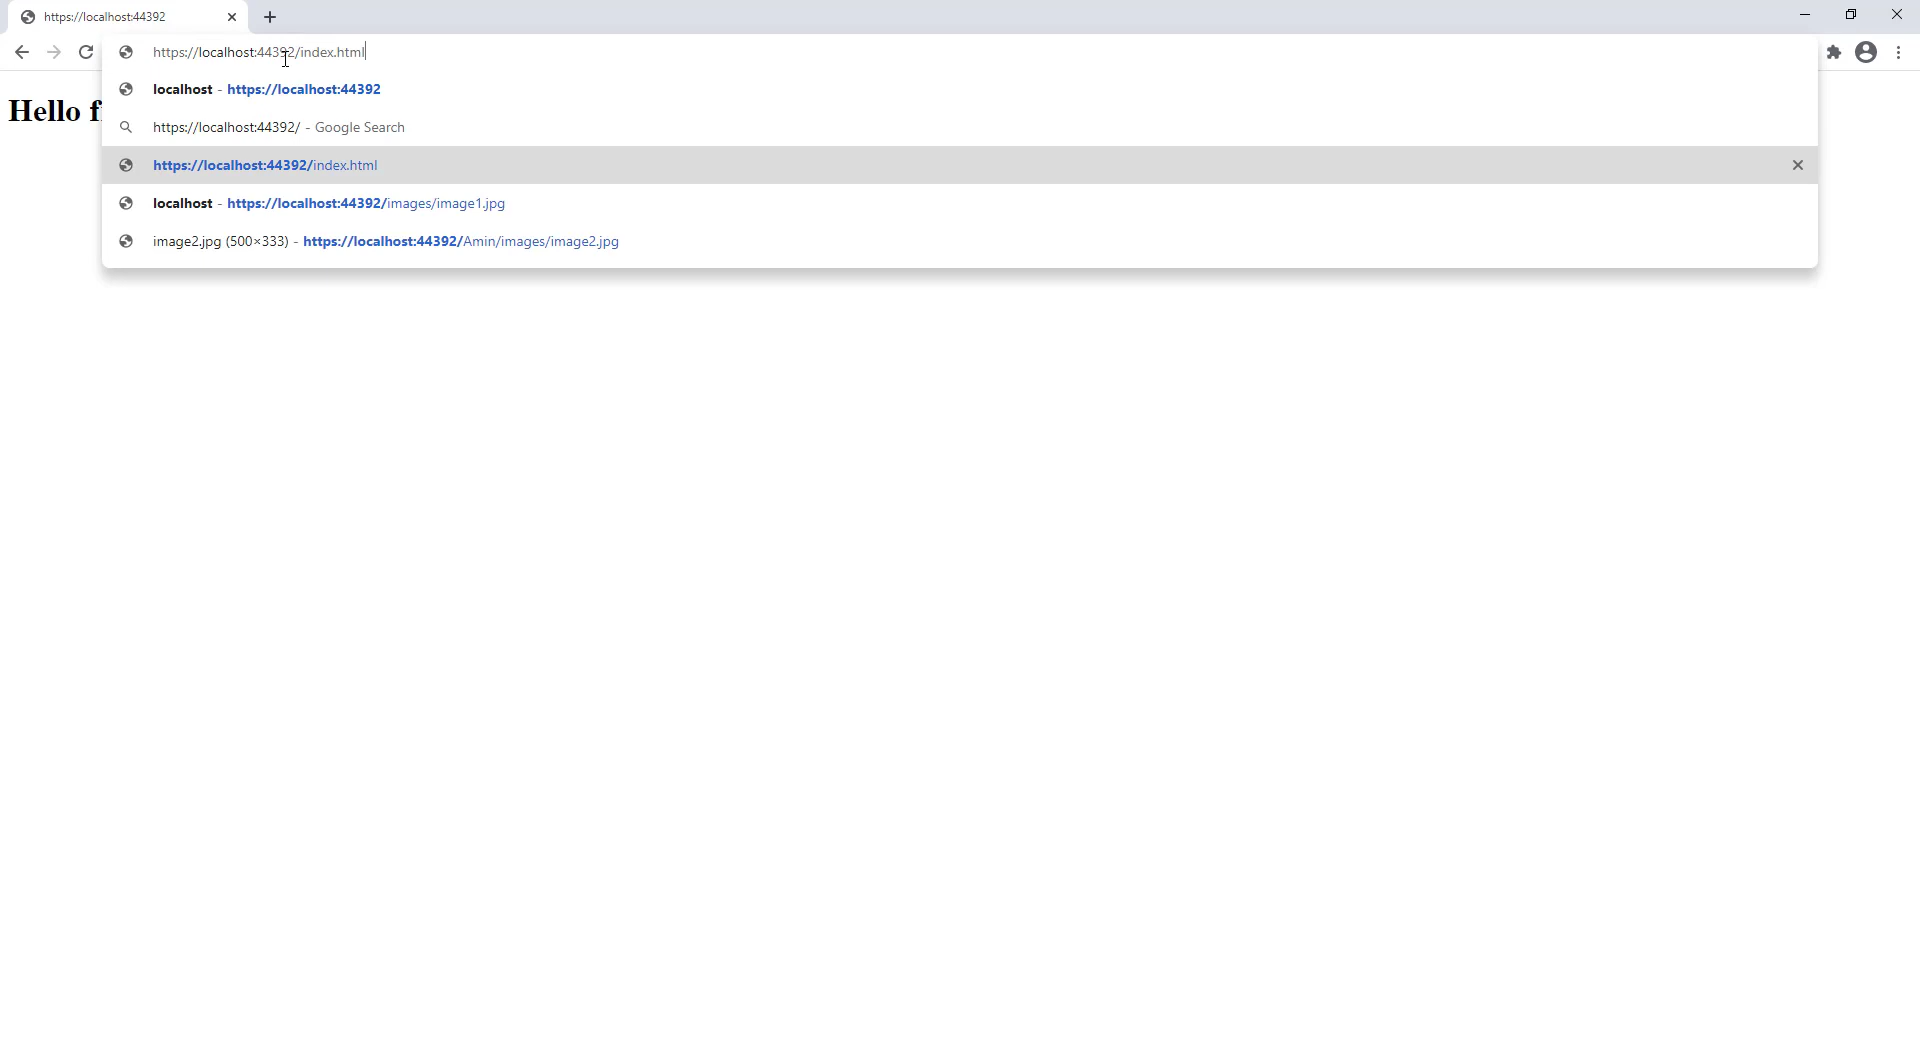 https://localhost:44392
https://localhost:44392/index.html
localhost - https://localhost:44392
Hello
https://localhost:44392/ - Google Search
https://localhost:44392/index.html
localhost - https://localhost:44392/images/image1.jpg
image2.jpg (500×333) - https://localhost:44392/Amin/images/image2.jpg